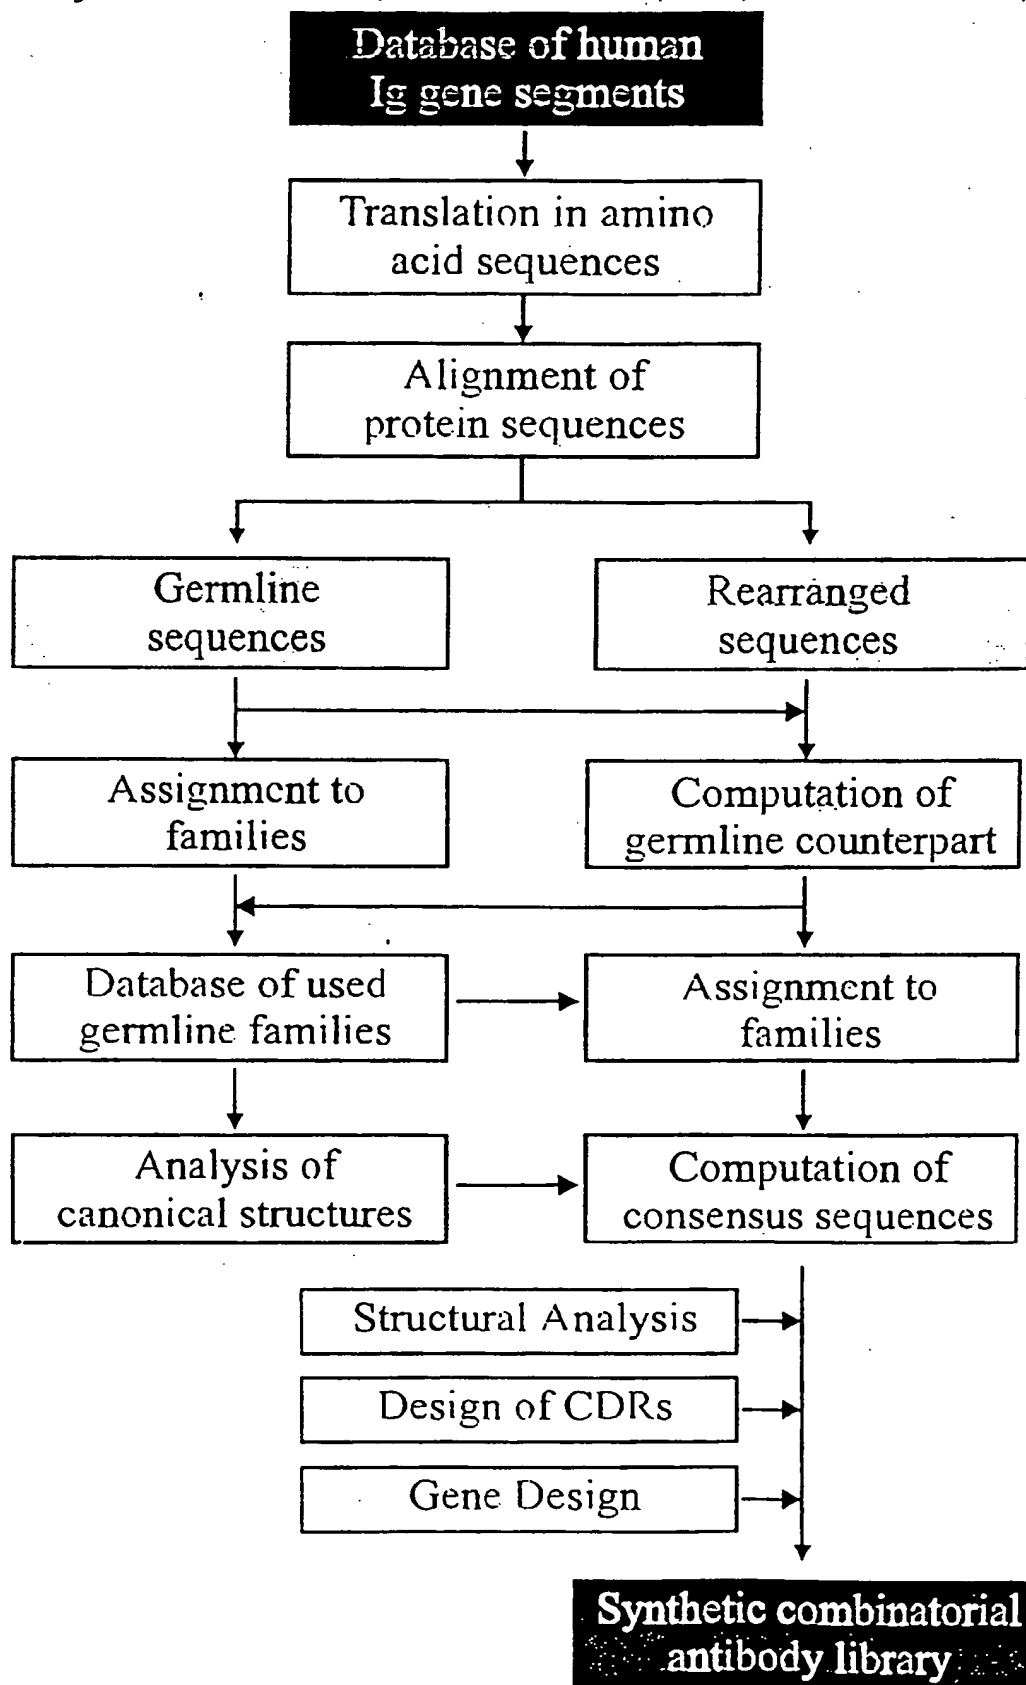 Database of human
Ig gene segments
Translation in amino
acid sequences
Alignment of
protein sequences
Germline
sequences
Rearranged
sequences
Assignment to
families
Computation of
germline counterpart
Database of used
germline families
Assignment to
families
Analysis of
canonical structures
Computation of
consensus sequences
Structural Analysis
Design of CDRs
Gene Design
Synthetic combinatorial
antibody library